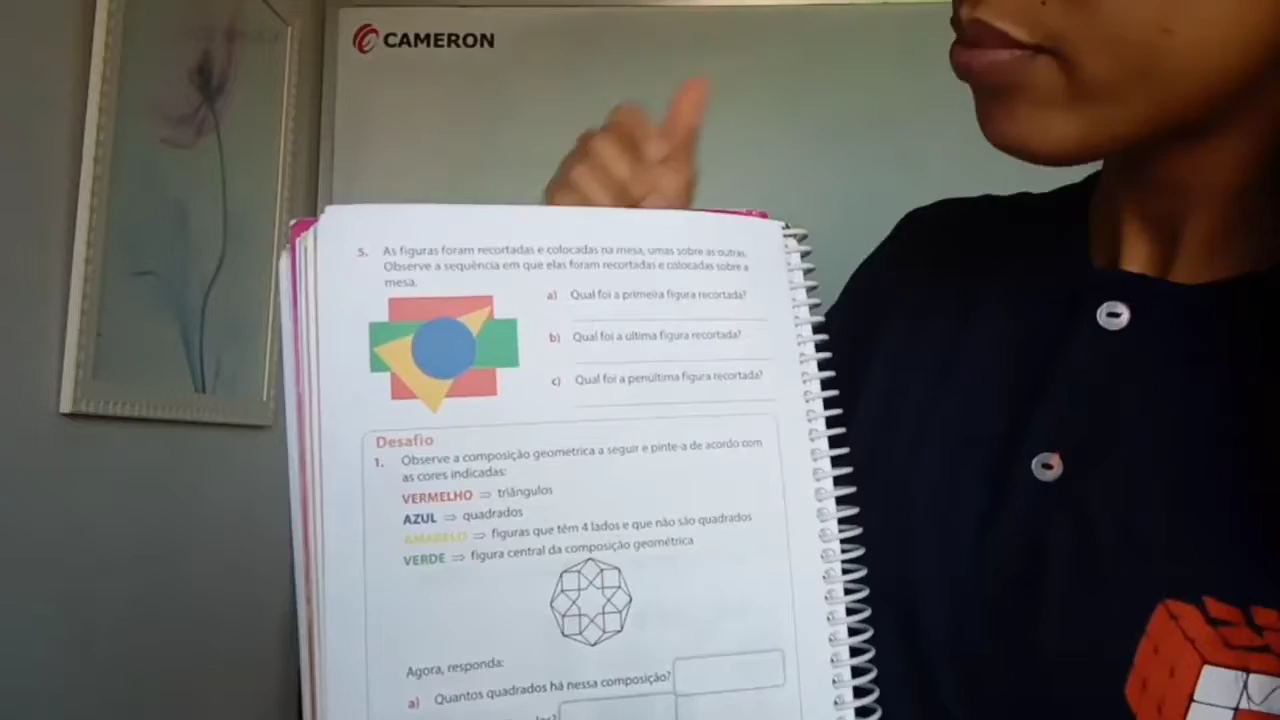 CAMERON
5. As figuras foram recortadas e colocadas na mesa, umas sobre as outras.
Observe a sequência em que elas foram recortadas e colocadas sobre a
mesa.
a) Qual foi a primeira figura recortada?
b) Qual foi a última figura recortada?
c) Qual foi a penúltima figura recortada?
Desafio
1. Observe a composição geométrica a seguir e pinte-a de acordo com
as cores indicadas:
VERMELHO ⇒ triângulos
AZUL ⇒ quadrados
AMARELO ⇒ figuras que têm 4 lados e que não são quadrados
VERDE ⇒ figura central da composição geométrica
Agora, responda:
a) Quantos quadrados há nessa composição?